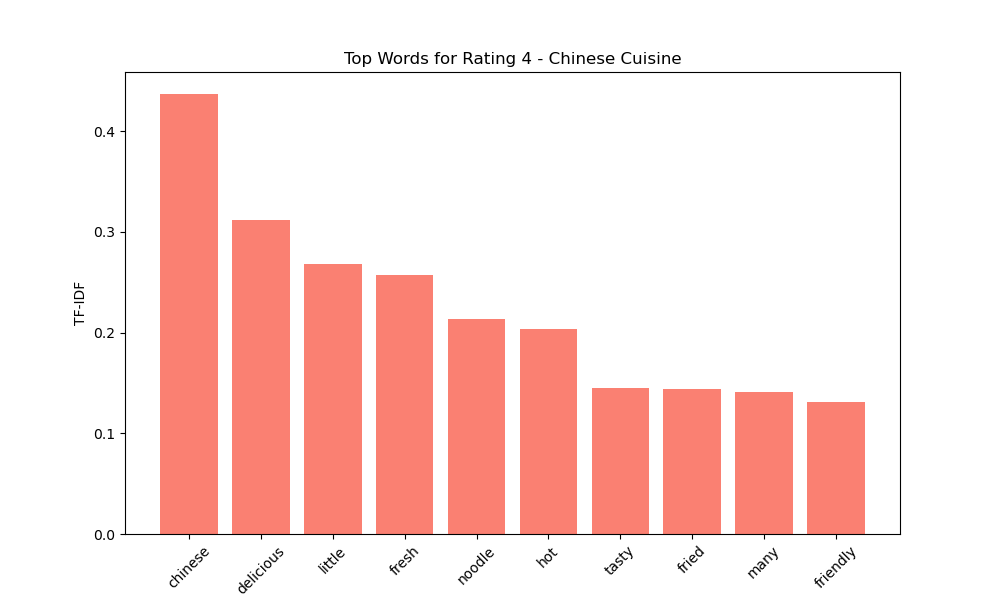 Top Words for Rating 4 - Chinese Cuisine
TF-IDF
0.4
0.3
0.2
0.1
0.0
chinese
delicious
little
fresh
noodle
hot
tasty
fried
many
friendly